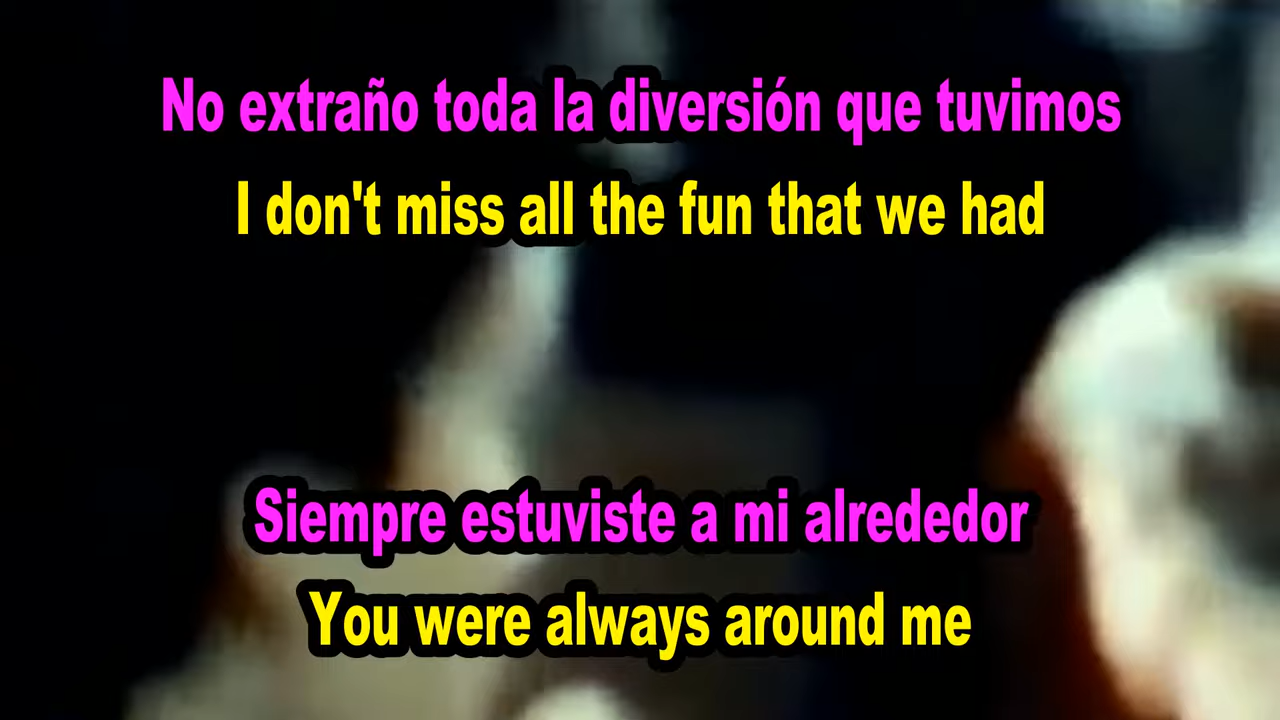 No extraño toda la diversión que tuvimos
I don't miss all the fun that we had
Siempre estuviste a mi alrededor
You were always around me